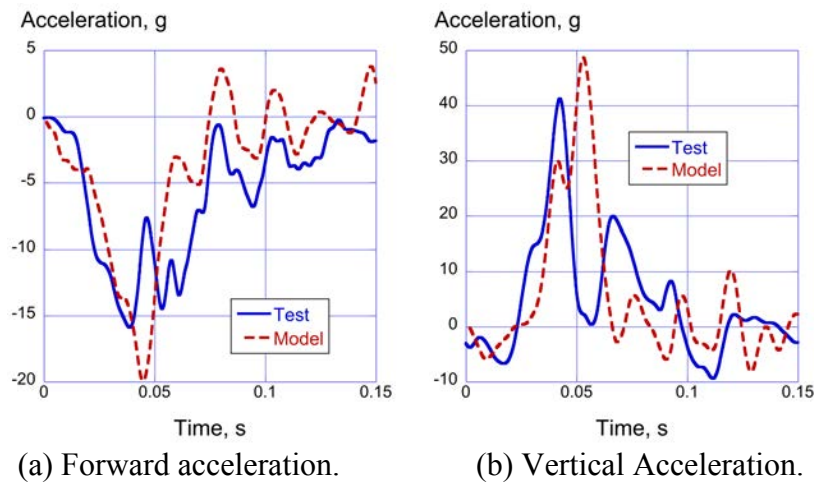 Acceleration, g
5
0
-5
-10
-15
-20
0
0.05
0.1
0.15
Test
Model
Time, s
(a) Forward acceleration.
Acceleration, g
50
40
30
20
10
0
-10
0
0.05
0.1
0.15
Test
Model
Time, s
(b) Vertical Acceleration.